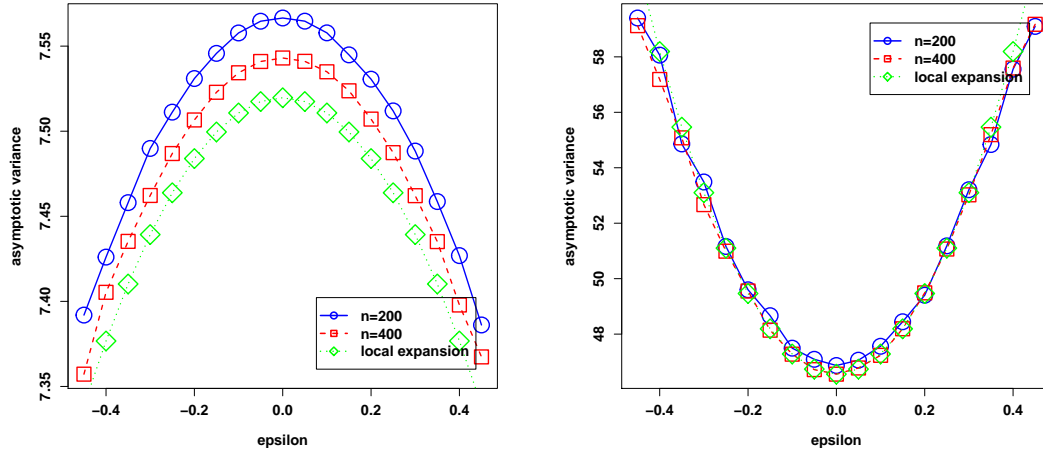 7.55
7.50
7.45
7.40
7.35
asymptotic variance
−0.4
−0.2
0.0
0.2
0.4
epsilon
n=200
n=400
local expansion
58
56
54
52
50
48
asymptotic variance
−0.4
−0.2
0.0
0.2
0.4
epsilon
n=200
n=400
local expansion